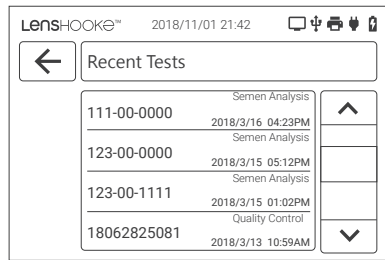 LENSHOOKE™ 2018/11/01 21:42
Recent Tests
Semen Analysis
111-00-0000
2018/3/16 04:23PM
Semen Analysis
123-00-0000
2018/3/15 05:12PM
Semen Analysis
123-00-1111
2018/3/15 01:02PM
Quality Control
18062825081
2018/3/13 10:59AM